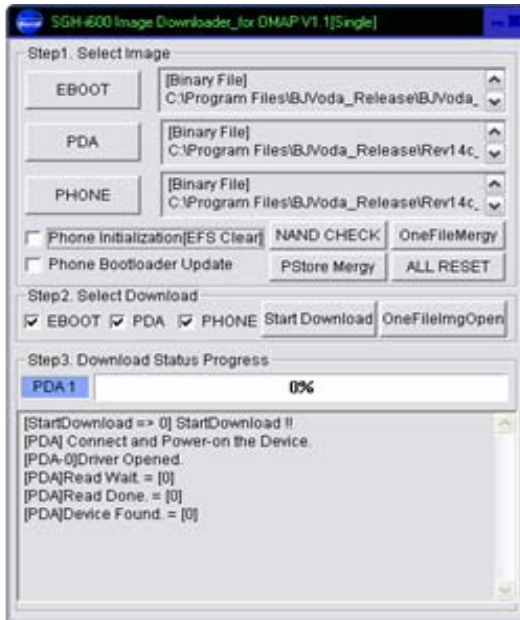 SGH-i600 Image Downloader_for DMAP V1.1[Single]
Step1. Select Image
EBOOT
[Binary File]
C:\Program Files\BJVoda_Release\BJVoda_
PDA
[Binary File]
C:\Program Files\BJVoda_Release\Rev14c_
PHONE
[Binary File]
C:\Program Files\BJVoda_Release\Rev14c_
Phone Initialization[EFS Clear] NAND CHECK OneFileMergy
Phone Bootloader Update PStore Mergy ALL RESET
Step2. Select Download
EBOOT PDA PHONE Start Download OneFileImgOpen
Step3. Download Status Progress
PDA 1 0%
[StartDownload => 0] StartDownload !!
[PDA] Connect and Power-on the Device.
[PDA-0]Driver Opened.
[PDA]Read Wait. = [0]
[PDA]Read Done. = [0]
[PDA]Device Found. = [0]